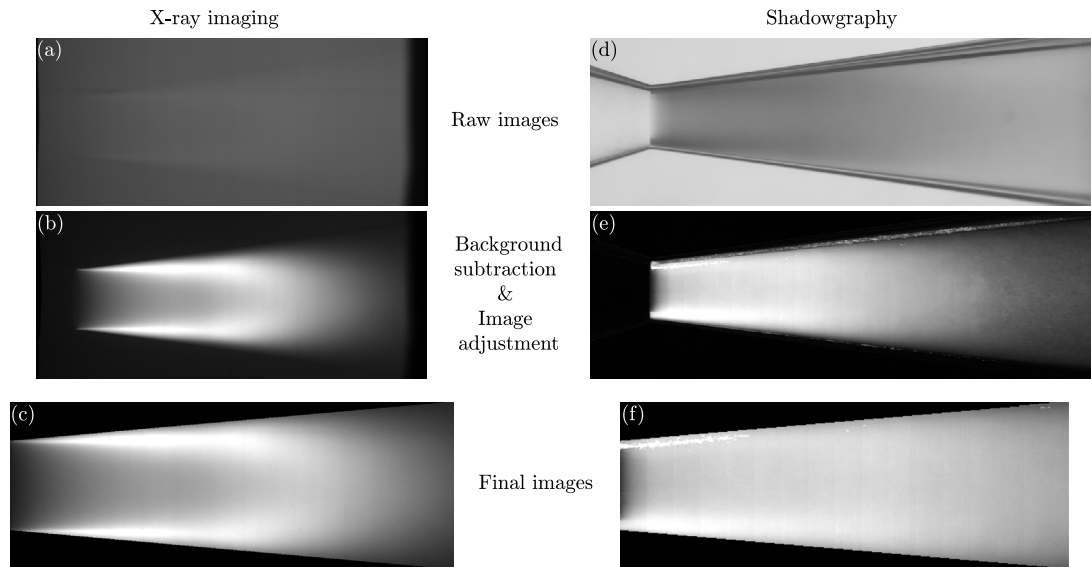 X-ray imaging
Shadowgraphy
(a)
(d)
Raw images
(b)
(e)
Background
subtraction
&
Image
adjustment
(c)
(f)
Final images